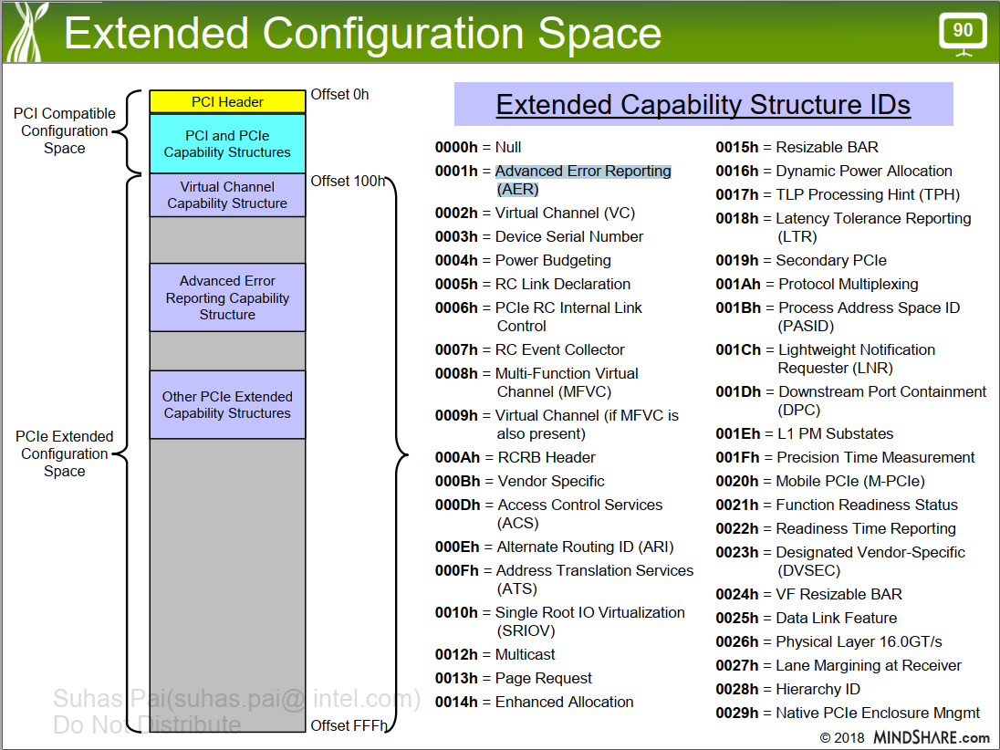 Extended Configuration Space
90
PCI Compatible
Configuration
Space
PCIe Extended
Configuration
Space
PCI Header
PCI and PCIe
Capability Structures
Virtual Channel
Capability Structure
Advanced Error
Reporting Capability
Structure
Other PCIe Extended
Capability Structures
Offset 0h
Offset 100h
Offset FFFh
Extended Capability Structure IDs
0000h = Null
0001h = Advanced Error Reporting
(AER)
0002h = Virtual Channel (VC)
0003h = Device Serial Number
0004h = Power Budgeting
0005h = RC Link Declaration
0006h = PCIe RC Internal Link
Control
0007h = RC Event Collector
0008h = Multi-Function Virtual
Channel (MFVC)
0009h = Virtual Channel (if MFVC is
also present)
000Ah = RCRB Header
000Bh = Vendor Specific
000Dh = Access Control Services
(ACS)
000Eh = Alternate Routing ID (ARI)
000Fh = Address Translation Services
(ATS)
0010h = Single Root IO Virtualization
(SRIOV)
0012h = Multicast
0013h = Page Request
0014h = Enhanced Allocation
0015h = Resizable BAR
0016h = Dynamic Power Allocation
0017h = TLP Processing Hint (TPH)
0018h = Latency Tolerance Reporting
(LTR)
0019h = Secondary PCIe
001Ah = Protocol Multiplexing
001Bh = Process Address Space ID
(PASID)
001Ch = Lightweight Notification
Requester (LNR)
001Dh = Downstream Port Containment
(DPC)
001Eh = L1 PM Substates
001Fh = Precision Time Measurement
0020h = Mobile PCIe (M-PCIe)
0021h = Function Readiness Status
0022h = Readiness Time Reporting
0023h = Designated Vendor-Specific
(DVSEC)
0024h = VF Resizable BAR
0025h = Data Link Feature
0026h = Physical Layer 16.0GT/s
0027h = Lane Margining at Receiver
0028h = Hierarchy ID
0029h = Native PCIe Enclosure Mngmt
Suhas Pai(suhas.pai@ intel.com)
Do Not Distribute
© 2018 MINDSHARE.com